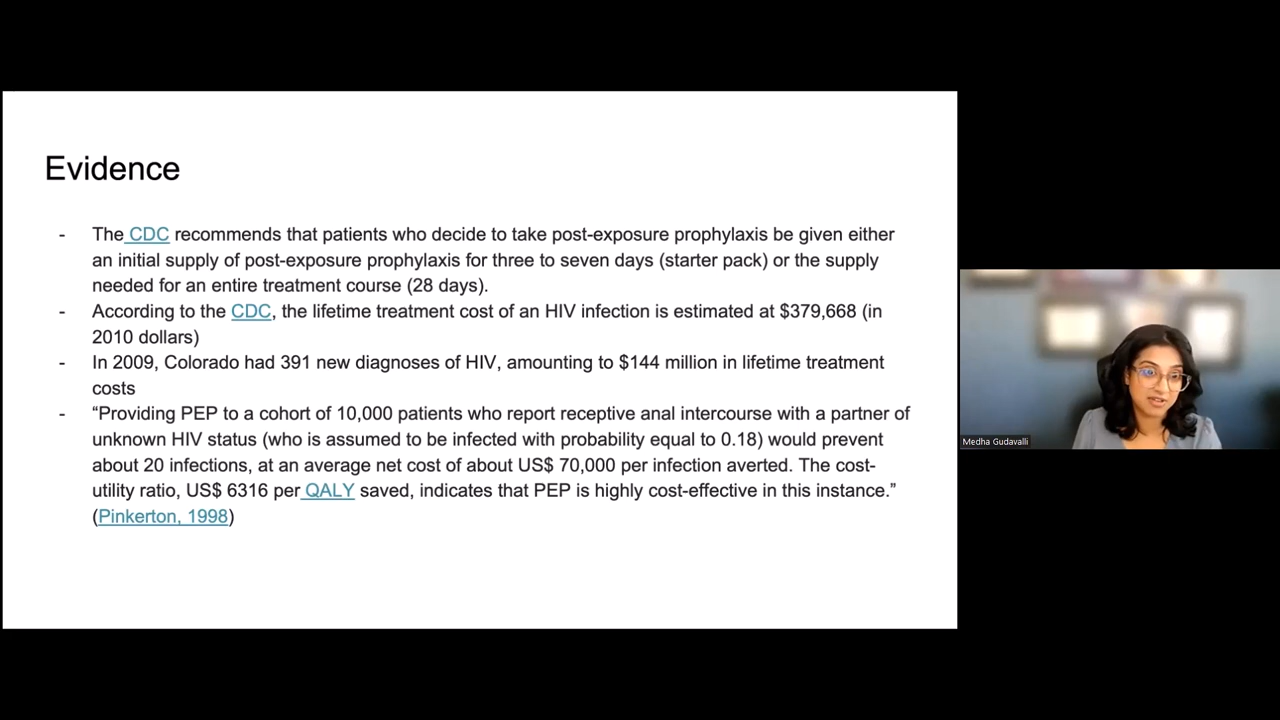 Evidence
- The CDC recommends that patients who decide to take post-exposure prophylaxis be given either
an initial supply of post-exposure prophylaxis for three to seven days (starter pack) or the supply
needed for an entire treatment course (28 days).
- According to the CDC, the lifetime treatment cost of an HIV infection is estimated at $379,668 (in
2010 dollars)
- In 2009, Colorado had 391 new diagnoses of HIV, amounting to $144 million in lifetime treatment
costs
- “Providing PEP to a cohort of 10,000 patients who report receptive anal intercourse with a partner of
unknown HIV status (who is assumed to be infected with probability equal to 0.18) would prevent
about 20 infections, at an average net cost of about US$ 70,000 per infection averted. The cost-
utility ratio, US$ 6316 per QALY saved, indicates that PEP is highly cost-effective in this instance.”
(Pinkerton, 1998)
Medha Gudavalli